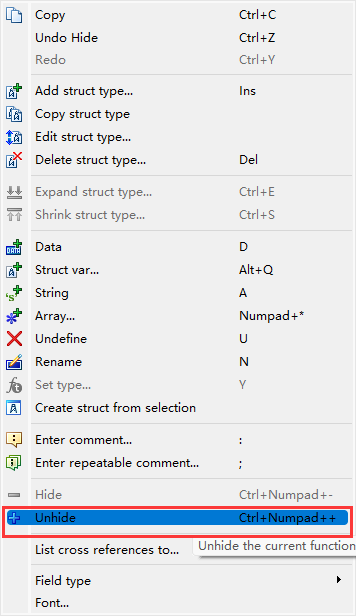 Copy Ctrl+C
Undo Hide Ctrl+Z
Redo Ctrl+Y
Add struct type... Ins
Copy struct type
Edit struct type...
Delete struct type... Del
Expand struct type... Ctrl+E
Shrink struct type... Ctrl+S
Data D
Struct var... Alt+Q
String A
Array... Numpad+*
Undefine U
Rename N
Set type... Y
Create struct from selection
Enter comment... :
Enter repeatable comment... ;
Hide Ctrl+Numpad+-
Unhide Ctrl+Numpad++
List cross references to...
Unhide the current function
Field type
Font...